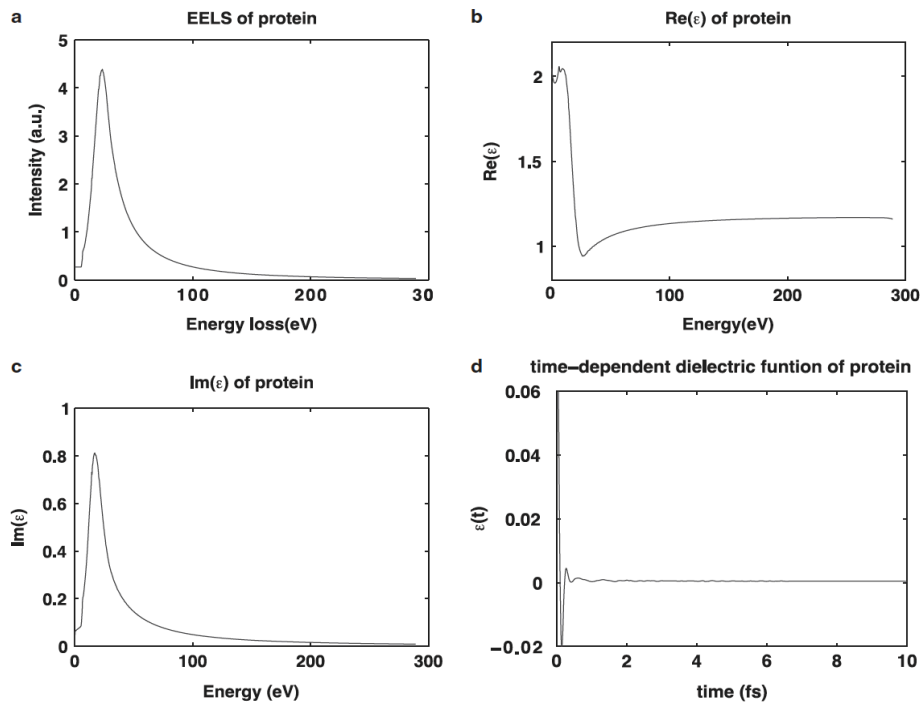 a
EELS of protein
5
4
3
2
1
0
Intensity (a.u.)
0 100 200 30
Energy loss(eV)
b
Re(ε) of protein
2
1.5
1
Re(ε)
0 100 200 300
Energy(eV)
c
Im(ε) of protein
1
0.8
0.6
0.4
0.2
0
Im(ε)
0 100 200 300
Energy (eV)
d
time-dependent dielectric funtion of protein
0.06
0.04
0.02
0
-0.02
ε(t)
0 2 4 6 8 10
time (fs)